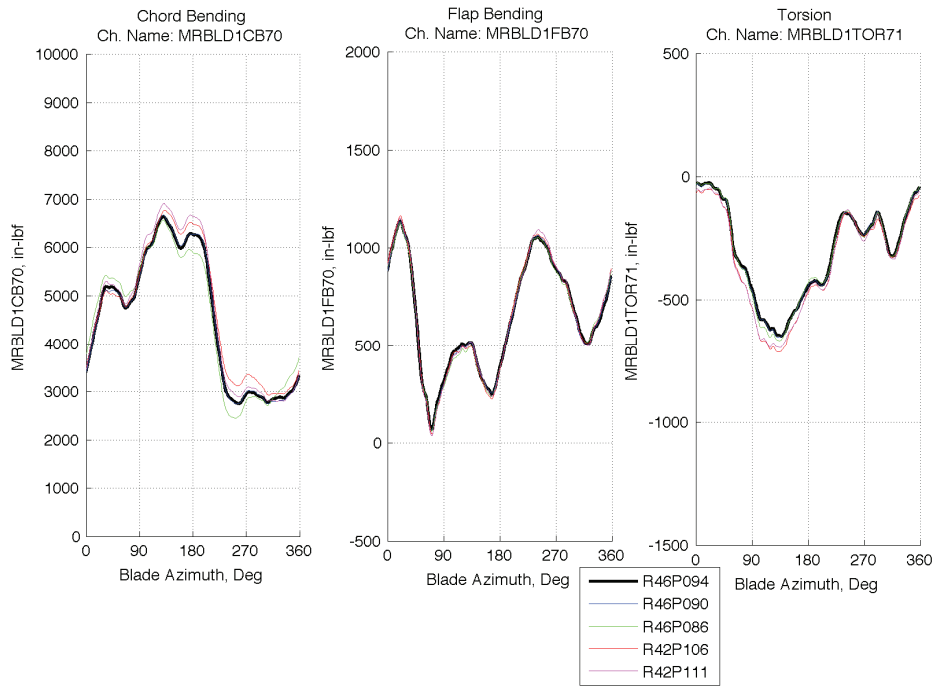 Chord Bending
Ch. Name: MRBLD1CB70
10000
9000
8000
7000
6000
5000
4000
3000
2000
1000
0
MRBLD1CB70, in-lbf
0 90 180 270 360
Blade Azimuth, Deg
Flap Bending
Ch. Name: MRBLD1FB70
2000
1500
1000
500
0
-500
MRBLD1FB70, in-lbf
0 90 180 270 360
Blade Azimuth, Deg
Torsion
Ch. Name: MRBLD1TOR71
500
0
-500
-1000
-1500
MRBLD1TOR71, in-lbf
0 90 180 270 360
Blade Azimuth, Deg
R46P094
R46P090
R46P086
R42P106
R42P111